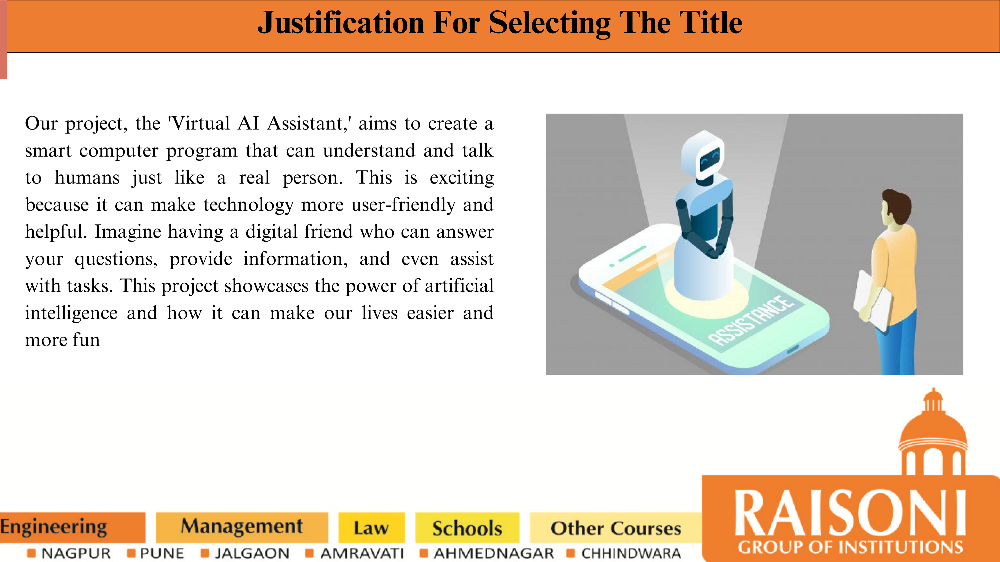 Justification For Selecting The Title
Our project, the 'Virtual AI Assistant,' aims to create a
smart computer program that can understand and talk
to humans just like a real person. This is exciting
because it can make technology more user-friendly and
helpful. Imagine having a digital friend who can answer
your questions, provide information, and even assist
with tasks. This project showcases the power of artificial
intelligence and how it can make our lives easier and
more fun
ASSISTANCE
RAISONI
GROUP OF INSTITUTIONS
Engineering Management Law Schools Other Courses
NAGPUR PUNE JALGAON AMRAVATI AHMEDNAGAR CHHINDWARA